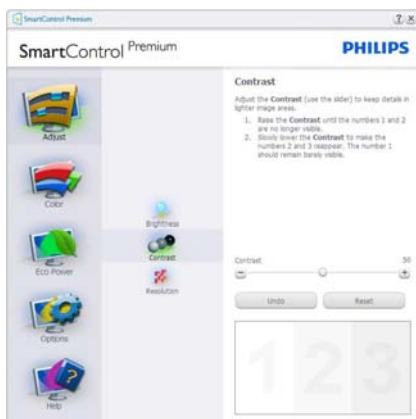 SmartControl Premium
? x
SmartControl Premium
PHILIPS
Adjust
Color
Eco Power
Options
Help
Brightness
Contrast
Resolution
Contrast
Adjust the Contrast (use the slider) to keep details in
lighter image areas.
1. Raise the Contrast until the numbers 1 and 2
are no longer visible.
2. Slowly lower the Contrast to make the
numbers 2 and 3 reappear. The number 1
should remain barely visible.
Contrast 50
Undo Reset
1 2 3